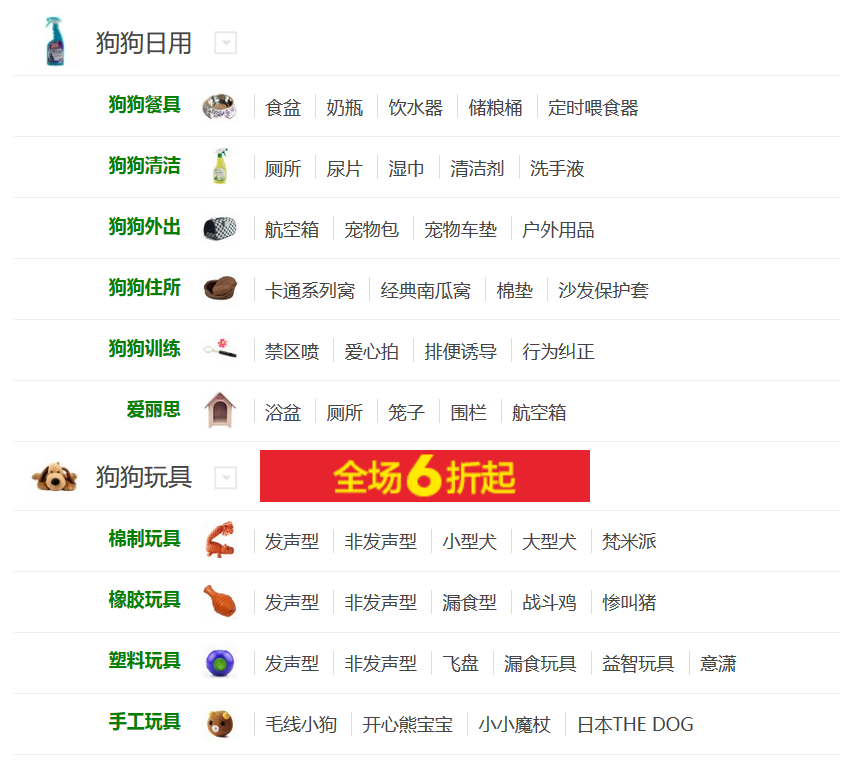 狗狗日用
狗狗餐具 食盆 奶瓶 饮水器 储粮桶 定时喂食器
狗狗清洁 厕所 尿片 湿巾 清洁剂 洗手液
狗狗外出 航空箱 宠物包 宠物车垫 户外用品
狗狗住所 卡通系列窝 经典南瓜窝 棉垫 沙发保护套
狗狗训练 禁区喷 爱心拍 排便诱导 行为纠正
爱丽思 浴盆 厕所 笼子 围栏 航空箱
狗狗玩具 全场6折起
棉制玩具 发声型 非发声型 小型犬 大型犬 梵米派
橡胶玩具 发声型 非发声型 漏食型 战斗鸡 惨叫猪
塑料玩具 发声型 非发声型 飞盘 漏食玩具 益智玩具 意潇
手工玩具 毛线小狗 开心熊宝宝 小小魔杖 日本THE DOG